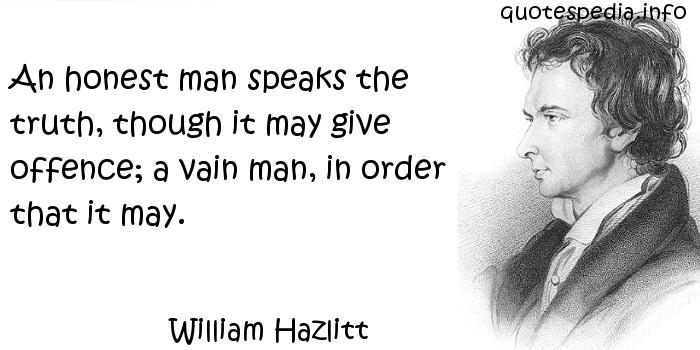 quotespedia.info
An honest man speaks the
truth, though it may give
offence; a vain man, in order
that it may.
William Hazlitt